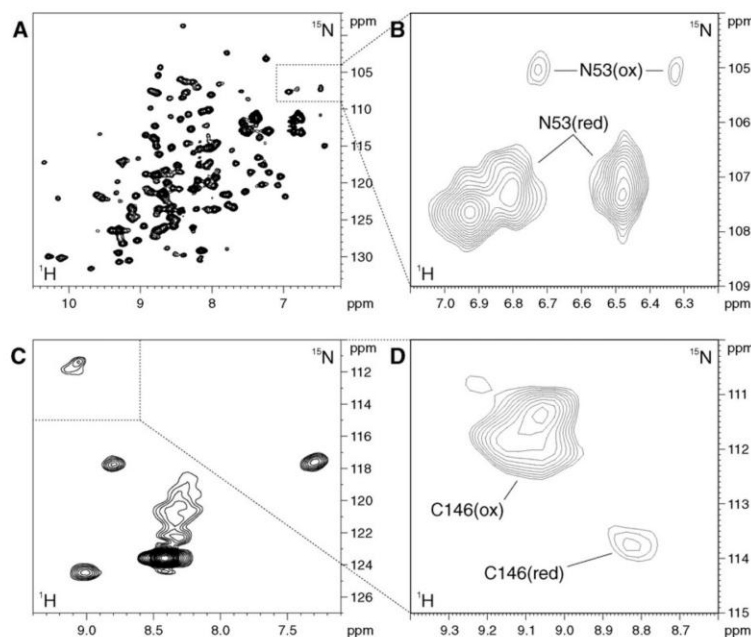 A
15N
ppm
105
110
115
120
125
130
1H
10
9
8
7
ppm
B
15N
ppm
N53(ox)
N53(red)
104
105
106
107
108
109
1H
7.0
6.9
6.8
6.7
6.6
6.5
6.4
6.3
ppm
C
15N
ppm
112
114
116
118
120
122
124
126
1H
9.0
8.5
8.0
7.5
ppm
D
15N
ppm
C146(ox)
C146(red)
111
112
113
114
115
1H
9.3
9.2
9.1
9.0
8.9
8.8
8.7
ppm